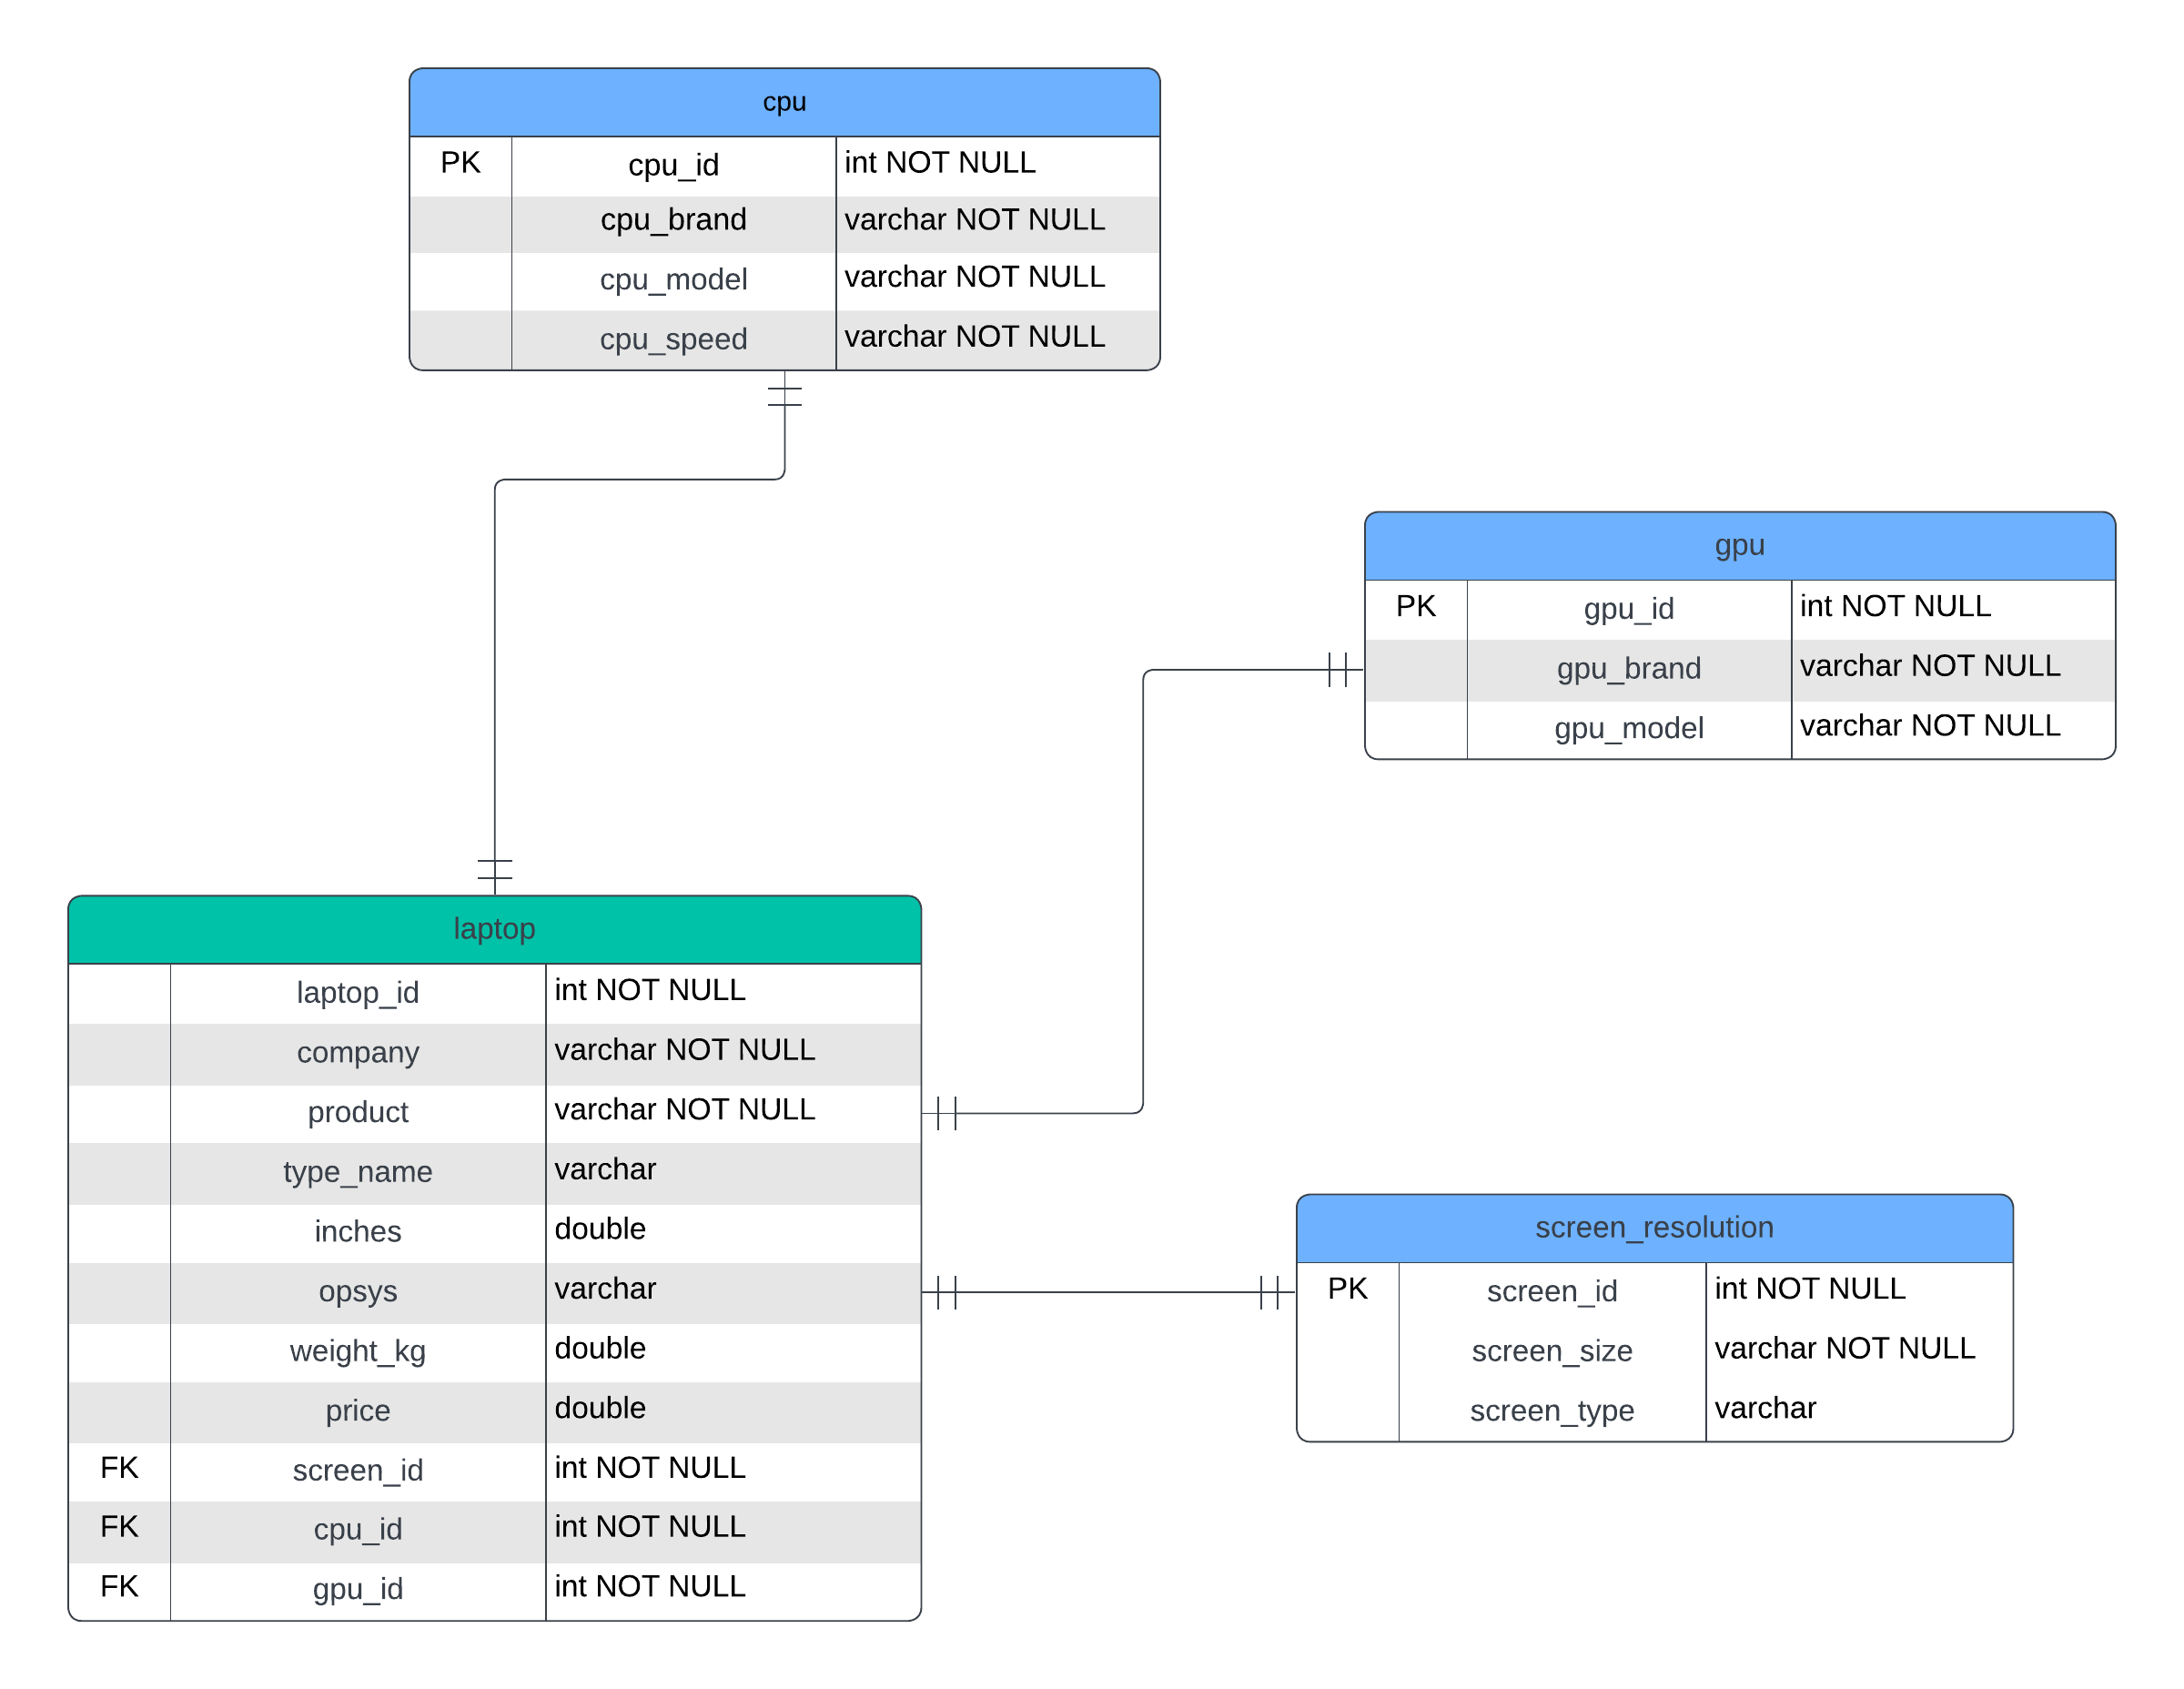 cpu
PK cpu_id int NOT NULL
cpu_brand varchar NOT NULL
cpu_model varchar NOT NULL
cpu_speed varchar NOT NULL
gpu
PK gpu_id int NOT NULL
gpu_brand varchar NOT NULL
gpu_model varchar NOT NULL
laptop
laptop_id int NOT NULL
company varchar NOT NULL
product varchar NOT NULL
type_name varchar
inches double
opsys varchar
weight_kg double
price double
FK screen_id int NOT NULL
FK cpu_id int NOT NULL
FK gpu_id int NOT NULL
screen_resolution
PK screen_id int NOT NULL
screen_size varchar NOT NULL
screen_type varchar